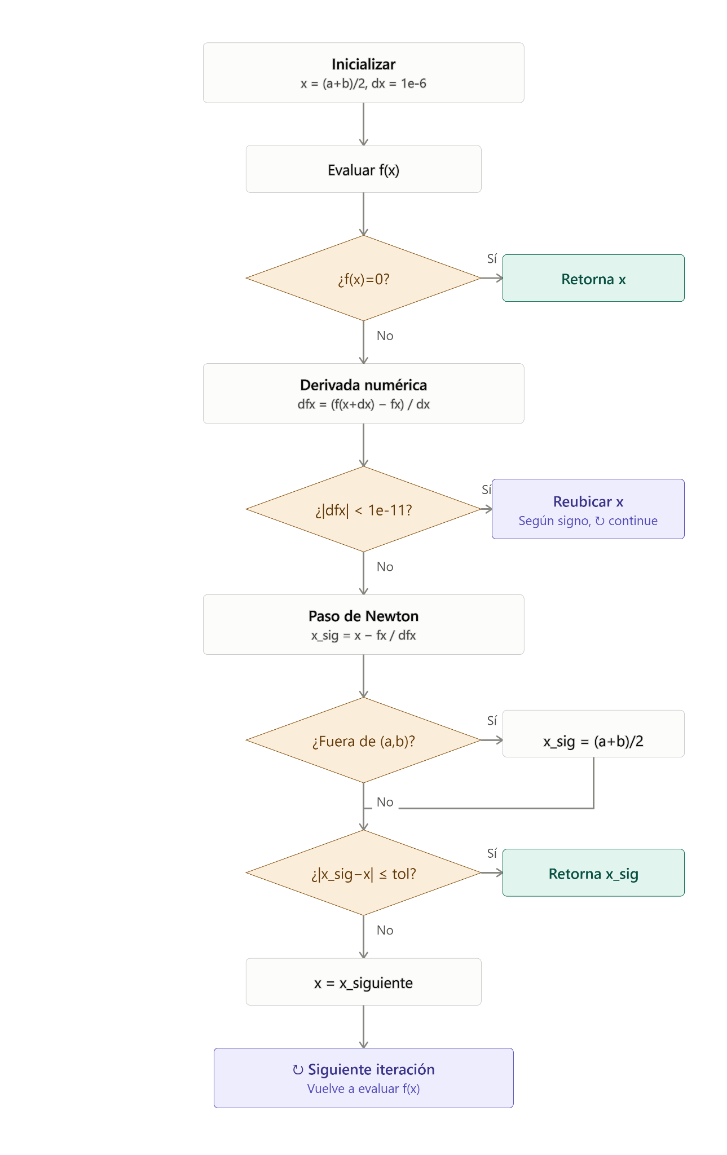 Inicializar
x = (a+b)/2, dx = 1e-6
Evaluar f(x)
¿f(x)=0?
Sí
Retorna x
No
Derivada numérica
dfx = (f(x+dx) − fx) / dx
¿|dfx| < 1e-11?
Sí
Reubicar x
Según signo, ↻ continue
No
Paso de Newton
x_sig = x − fx / dfx
¿Fuera de (a,b)?
Sí
x_sig = (a+b)/2
No
¿|x_sig−x| ≤ tol?
Sí
Retorna x_sig
No
x = x_siguiente
↻ Siguiente iteración
Vuelve a evaluar f(x)